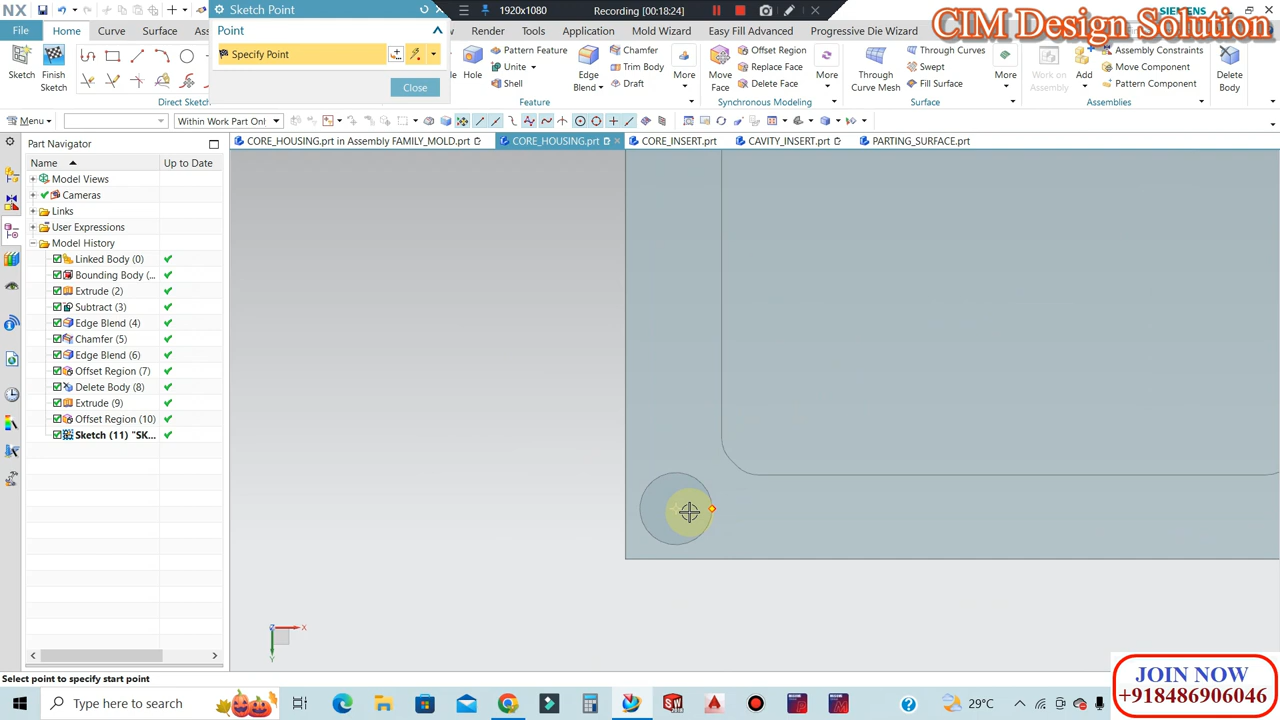 NX
Sketch Point
1920x1080
Recording [00:18:24]
SIEMENS
CIM Design Solution
File
Home
Curve
Surface
Render
Tools
Application
Mold Wizard
Easy Fill Advanced
Progressive Die Wizard
Point
Specify Point
Close
Sketch
Finish
Sketch
Direct Sketch
Hole
Pattern Feature
Unite
Shell
Edge
Blend
Chamfer
Trim Body
Draft
More
Feature
Move
Face
Offset Region
Replace Face
Delete Face
More
Synchronous Modeling
Through
Curve Mesh
Through Curves
Swept
Fill Surface
More
Surface
Work on
Assembly
Add
Assembly Constraints
Move Component
Pattern Component
Assemblies
Delete
Body
Menu
Within Work Part Only
Part Navigator
CORE_HOUSING.prt in Assembly FAMILY_MOLD.prt
CORE_HOUSING.prt
CORE_INSERT.prt
CAVITY_INSERT.prt
PARTING_SURFACE.prt
Name
Up to Date
Model Views
Cameras
Links
User Expressions
Model History
Linked Body (0)
Bounding Body (...
Extrude (2)
Subtract (3)
Edge Blend (4)
Chamfer (5)
Edge Blend (6)
Offset Region (7)
Delete Body (8)
Extrude (9)
Offset Region (10)
Sketch (11) "SK...
X
Y
Select point to specify start point
JOIN NOW
+918486906046
Type here to search
29°C